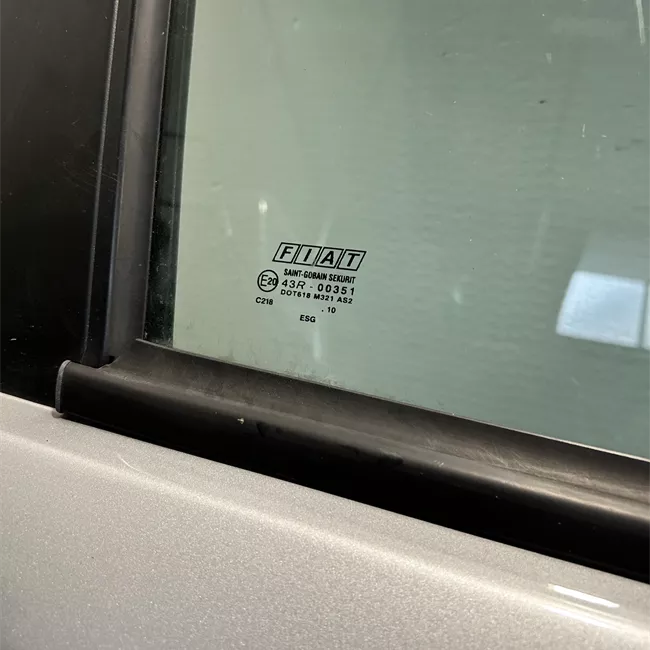 FIAT
SAINT-GOBAIN SEKURIT
E20 43R - 00351
DOT618 M321 AS2
C218 .10
ESG